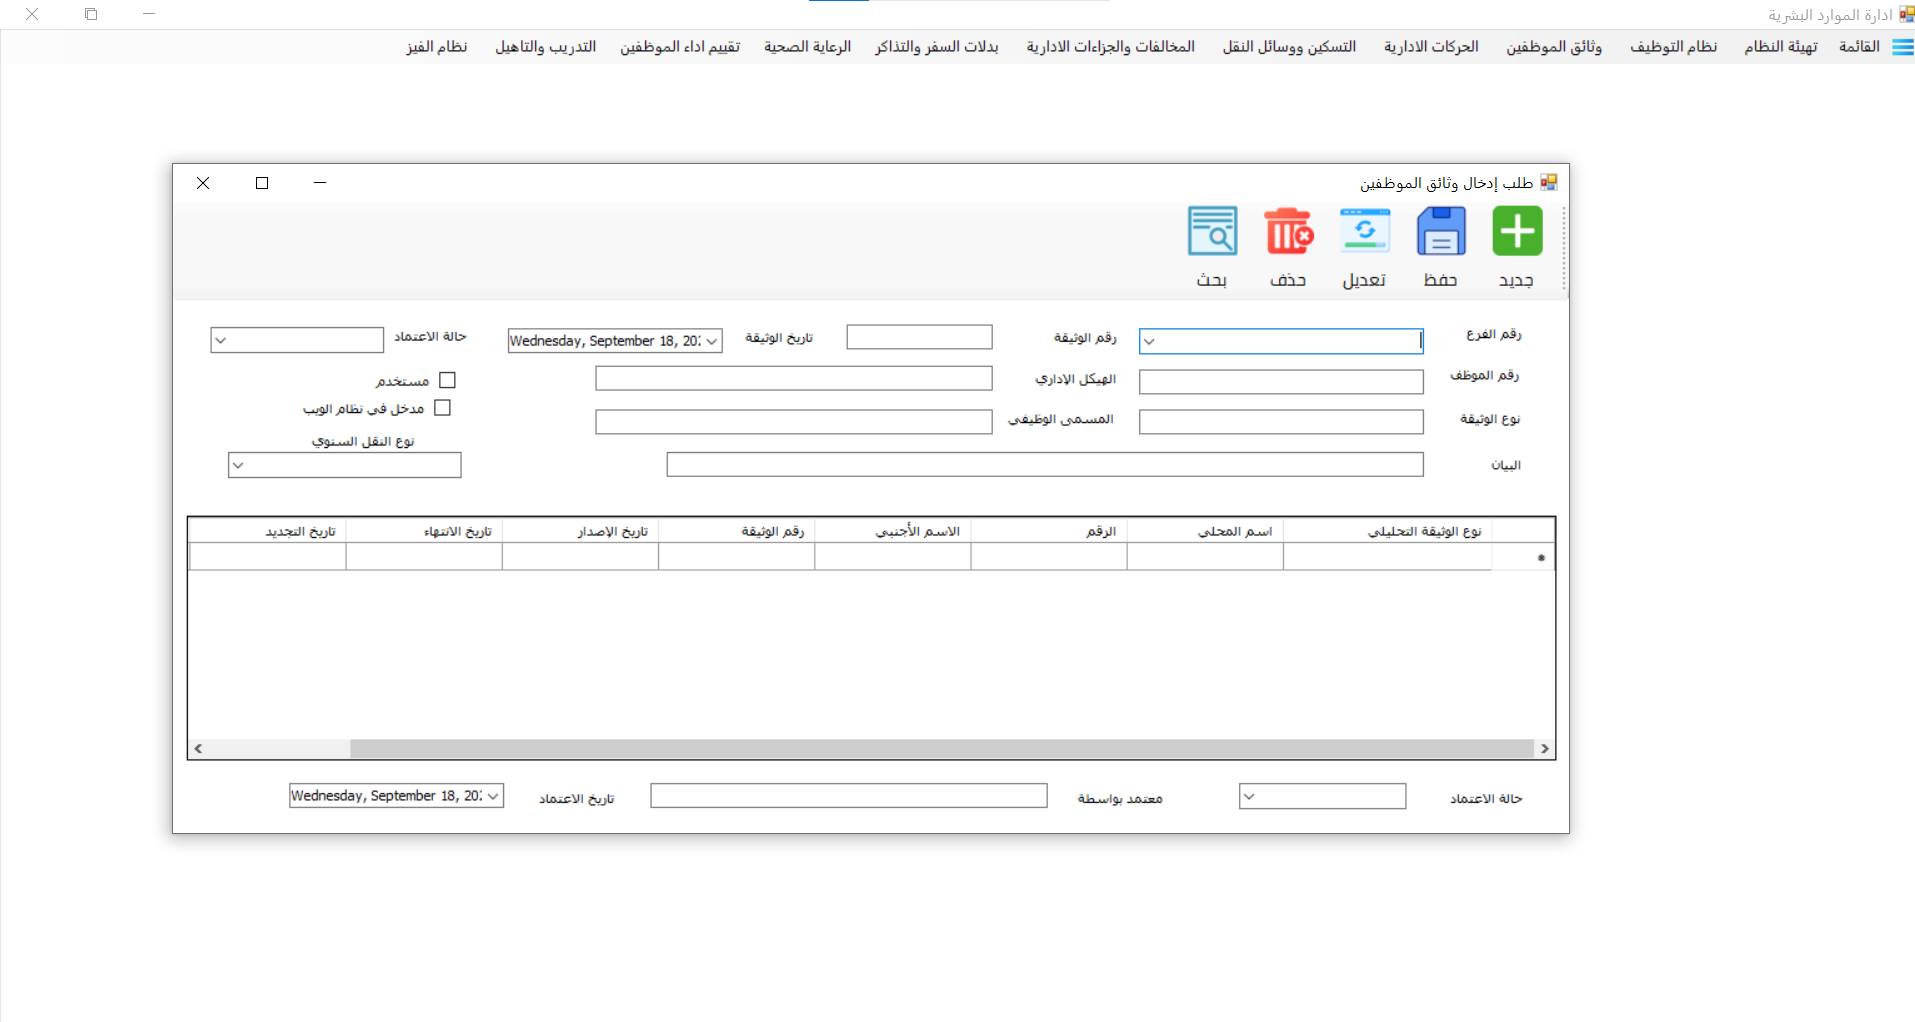 ادارة الموارد البشرية
القائمة تهيئة النظام نظام التوظيف وثائق الموظفين الحركات الادارية التسكين ووسائل النقل المخالفات والجزاءات الادارية بدلات السفر والتذاكر الرعاية الصحية تقييم اداء الموظفين التدريب والتاهيل نظام الفيز
طلب إدخال وثائق الموظفين
جديد حفظ تعديل حذف بحث
رقم الفرع رقم الوثيقة تاريخ الوثيقة Wednesday, September 18, 20 حالة الاعتماد
رقم الموظف الهيكل الإداري مستخدم
مدخل في نظام الويب
نوع الوثيقة المسمى الوظيفي
نوع النقل السنوي
البيان
نوع الوثيقة التحليلي اسم المحلي الرقم الاسم الأجنبي رقم الوثيقة تاريخ الإصدار تاريخ الانتهاء تاريخ التجديد
حالة الاعتماد معتمد بواسطة تاريخ الاعتماد Wednesday, September 18, 20